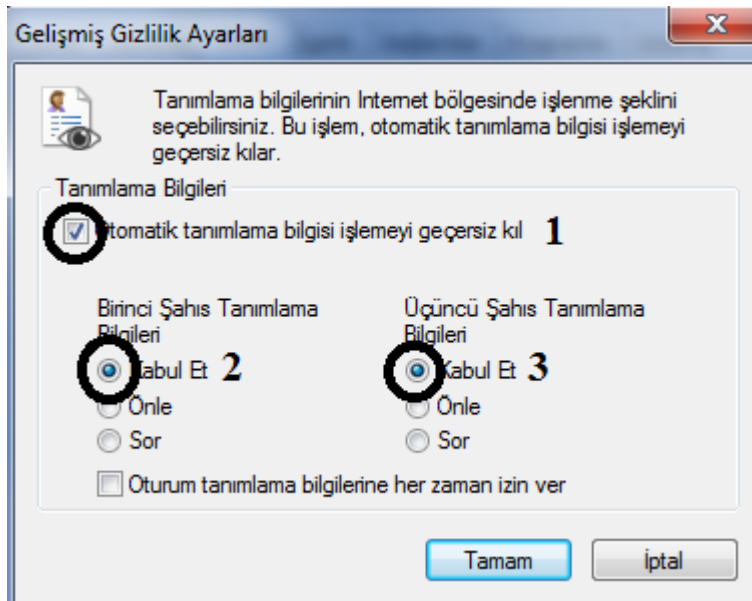 Gelişmiş Gizlilik Ayarları
Tanımlama bilgilerinin Internet bölgesinde işlenme şeklini
seçebilirsiniz. Bu işlem, otomatik tanımlama bilgisi işlemeyi
geçersiz kılar.
Tanımlama Bilgileri
Otomatik tanımlama bilgisi işlemeyi geçersiz kıl 1
Birinci Şahıs Tanımlama
Bilgileri
Kabul Et 2
Önle
Sor
Üçüncü Şahıs Tanımlama
Bilgileri
Kabul Et 3
Önle
Sor
Oturum tanımlama bilgilerine her zaman izin ver
Tamam
İptal